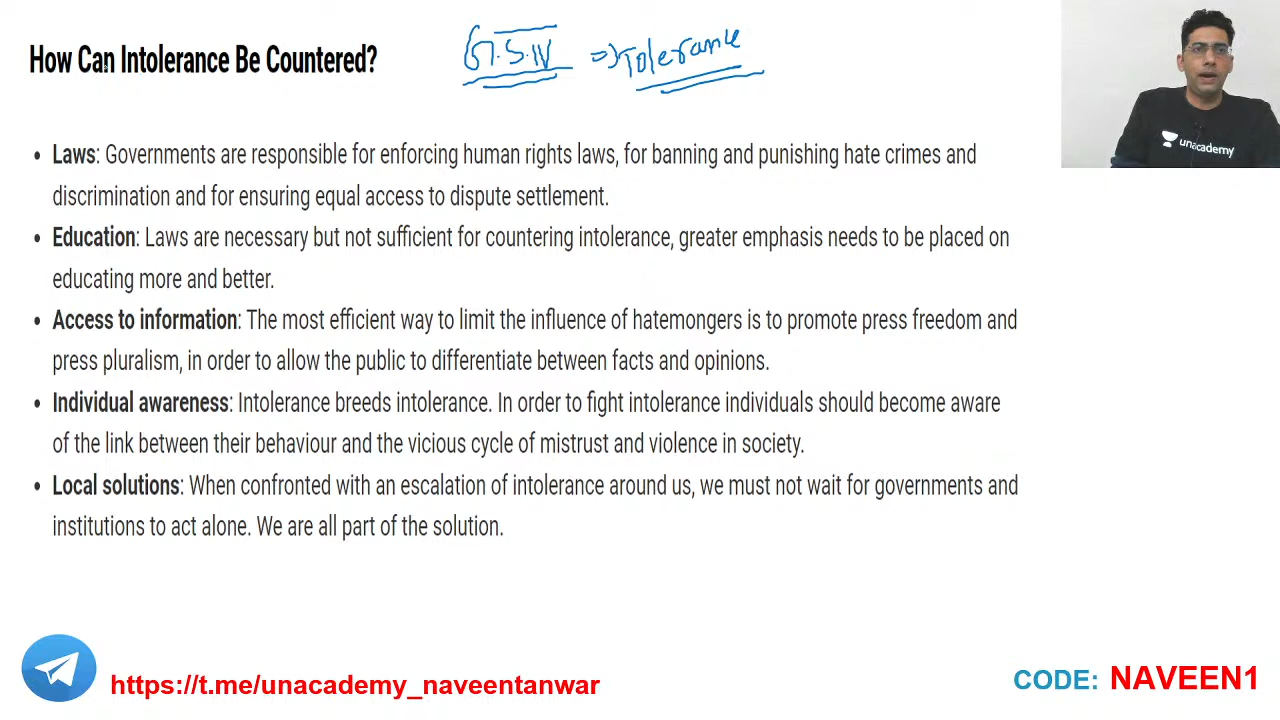 How Can Intolerance Be Countered?
G.S.IV => Tolerance
unacademy
• Laws: Governments are responsible for enforcing human rights laws, for banning and punishing hate crimes and
discrimination and for ensuring equal access to dispute settlement.
• Education: Laws are necessary but not sufficient for countering intolerance, greater emphasis needs to be placed on
educating more and better.
• Access to information: The most efficient way to limit the influence of hatemongers is to promote press freedom and
press pluralism, in order to allow the public to differentiate between facts and opinions.
• Individual awareness: Intolerance breeds intolerance. In order to fight intolerance individuals should become aware
of the link between their behaviour and the vicious cycle of mistrust and violence in society.
• Local solutions: When confronted with an escalation of intolerance around us, we must not wait for governments and
institutions to act alone. We are all part of the solution.
https://t.me/unacademy_naveentanwar
CODE: NAVEEN1